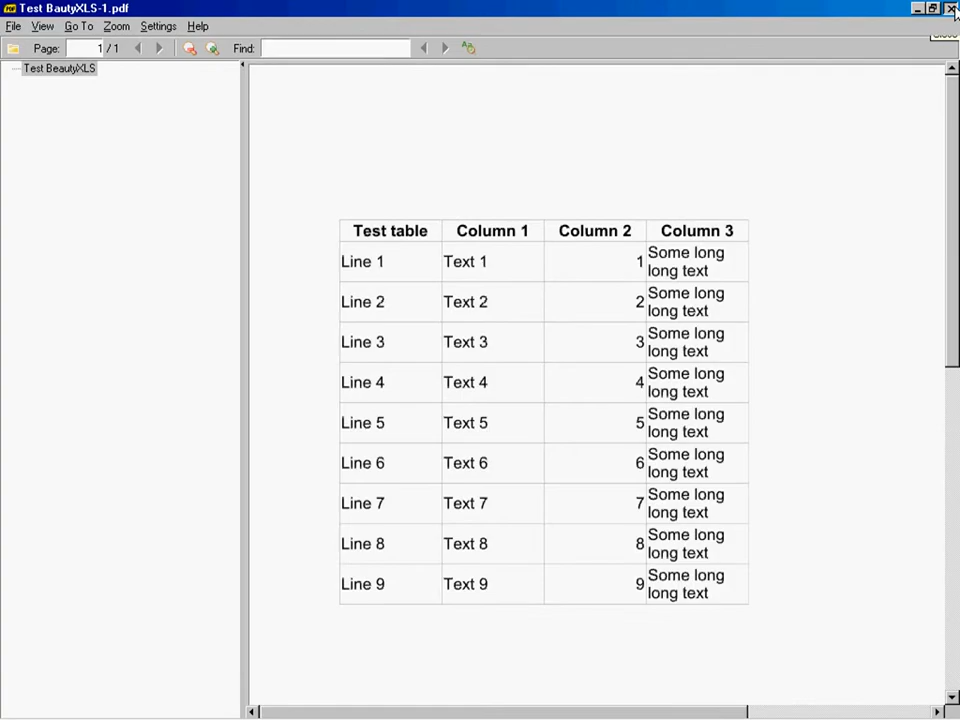 Test BautyXLS-1.pdf
File View Go To Zoom Settings Help
Page: 1 / 1 Find:
Test BeautyXLS
Test table Column 1 Column 2 Column 3
Line 1 Text 1 1 Some long
long text
Line 2 Text 2 2 Some long
long text
Line 3 Text 3 3 Some long
long text
Line 4 Text 4 4 Some long
long text
Line 5 Text 5 5 Some long
long text
Line 6 Text 6 6 Some long
long text
Line 7 Text 7 7 Some long
long text
Line 8 Text 8 8 Some long
long text
Line 9 Text 9 9 Some long
long text